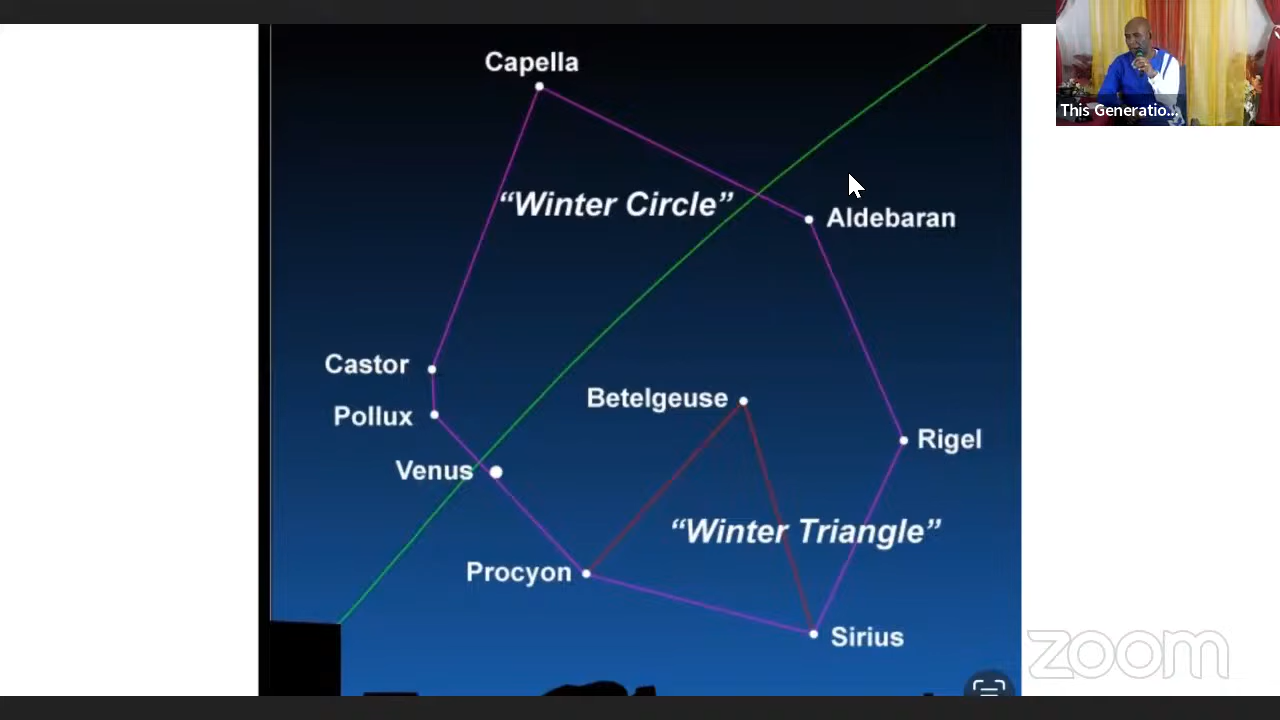 Capella
This Generatio...
“Winter Circle”
Aldebaran
Castor
Betelgeuse
Pollux
Rigel
Venus
“Winter Triangle”
Procyon
Sirius
zoom